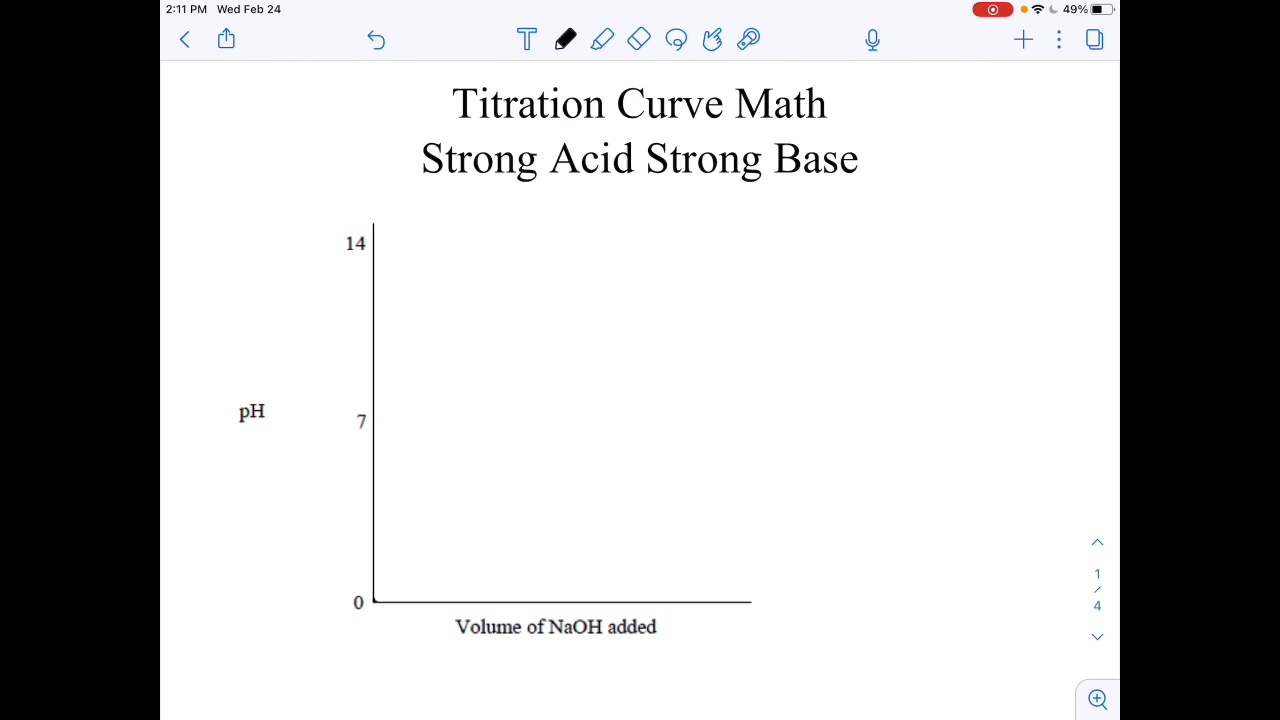 2:11 PM Wed Feb 24
49%
Titration Curve Math
Strong Acid Strong Base
14
pH
7
0
Volume of NaOH added
1
/
4